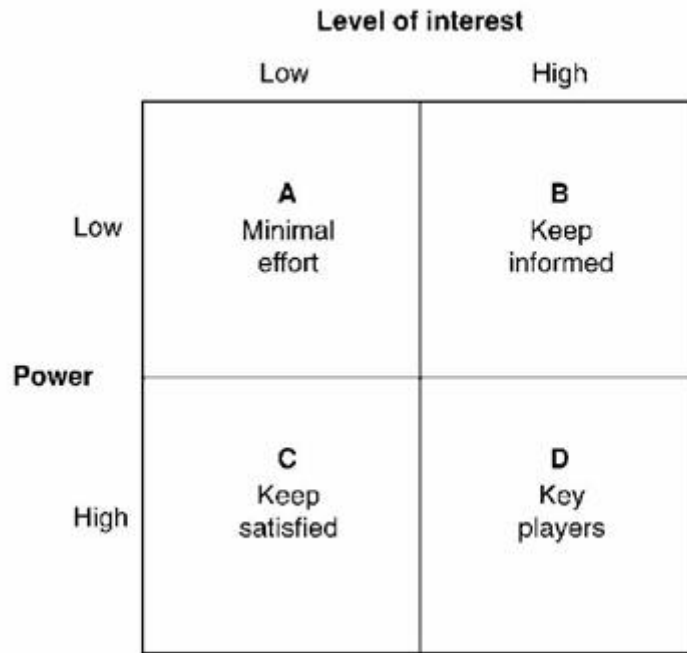 Level of interest
Low High
A B
Low Minimal Keep
effort informed
Power
C D
High Keep Key
satisfied players